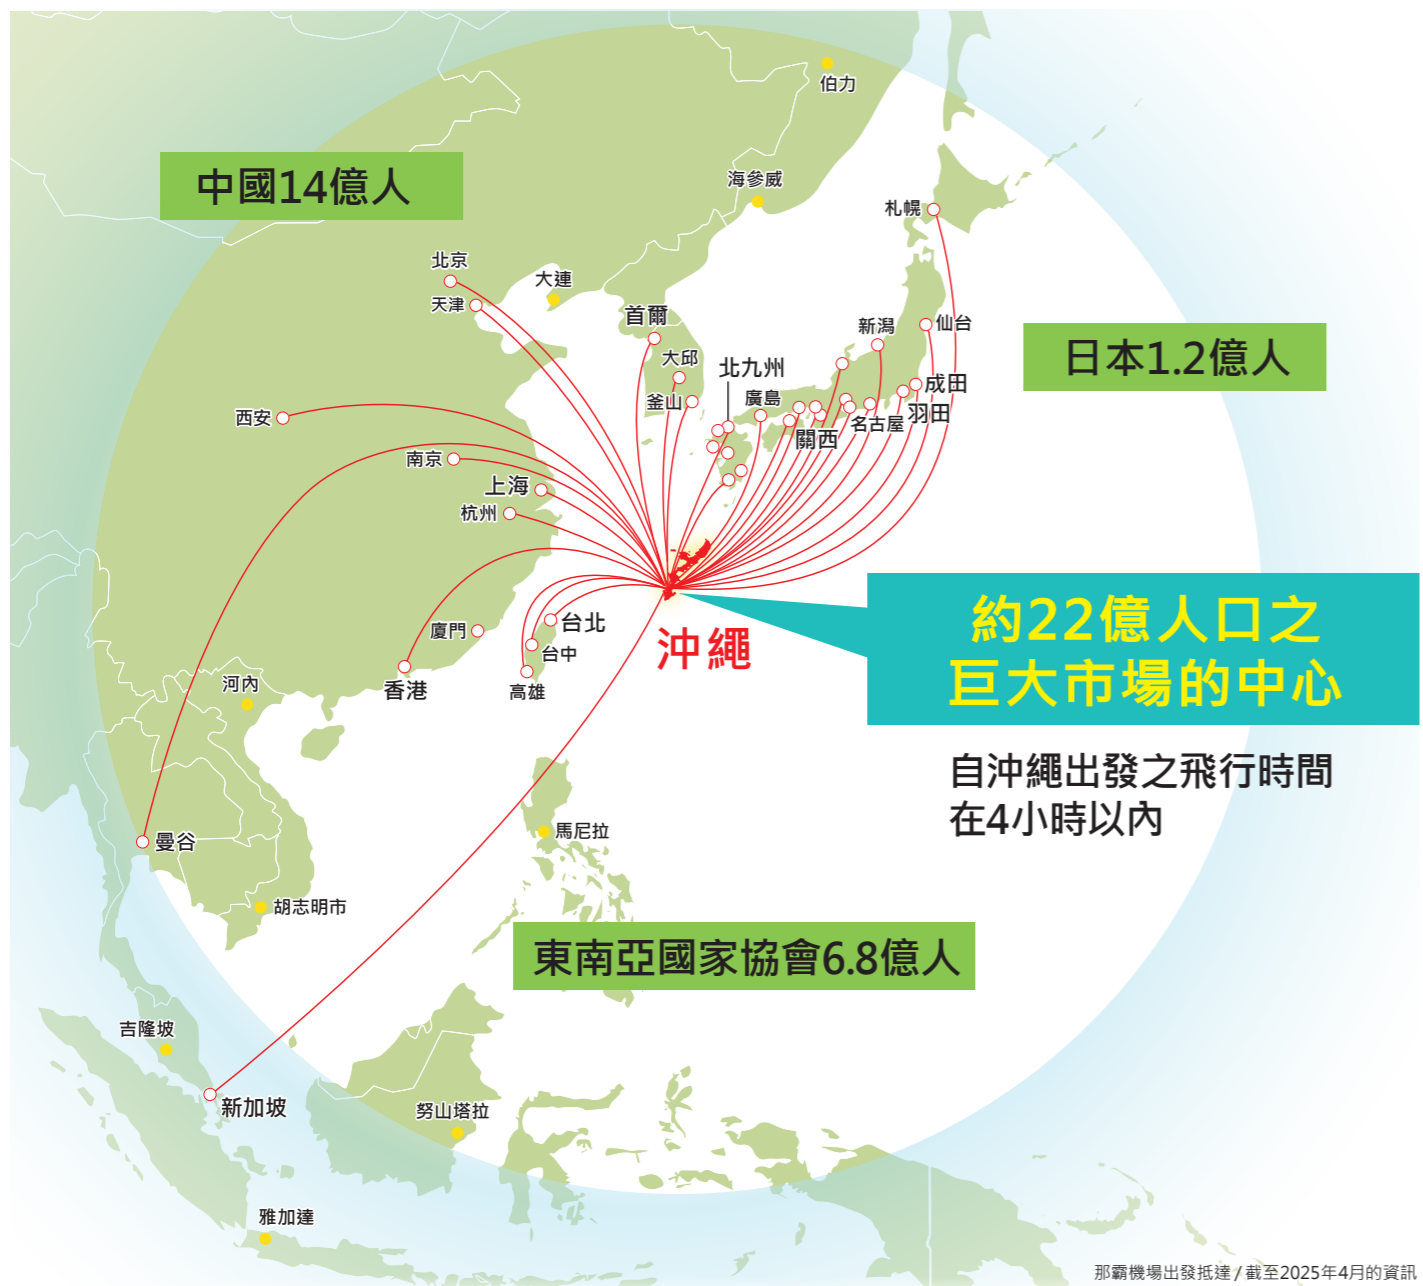 伯力
中國14億人
海參威
札幌
北京
大連
天津
首爾
新潟
仙台
日本1.2億人
大邱
北九州
成田
釜山
廣島
羽田
西安
名古屋
關西
南京
上海
杭州
約22億人口之
巨大市場的中心
廈門
台北
沖繩
台中
河內
香港
高雄
自沖繩出發之飛行時間
在4小時以內
曼谷
馬尼拉
胡志明市
東南亞國家協會6.8億人
吉隆坡
新加坡
努山塔拉
雅加達
那霸機場出發抵達 / 截至2025年4月的資訊